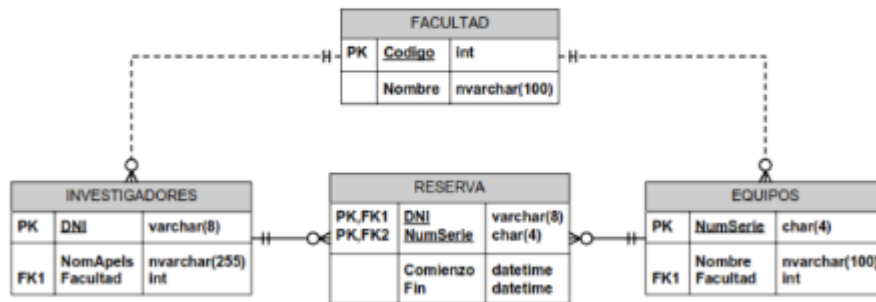 FACULTAD
PK Codigo int
Nombre nvarchar(100)
INVESTIGADORES
PK DNI varchar(8)
NomApels nvarchar(255)
FK1 Facultad int
RESERVA
PK,FK1 DNI varchar(8)
PK,FK2 NumSerie char(4)
Comienzo datetime
Fin datetime
EQUIPOS
PK NumSerie char(4)
Nombre nvarchar(100)
FK1 Facultad int